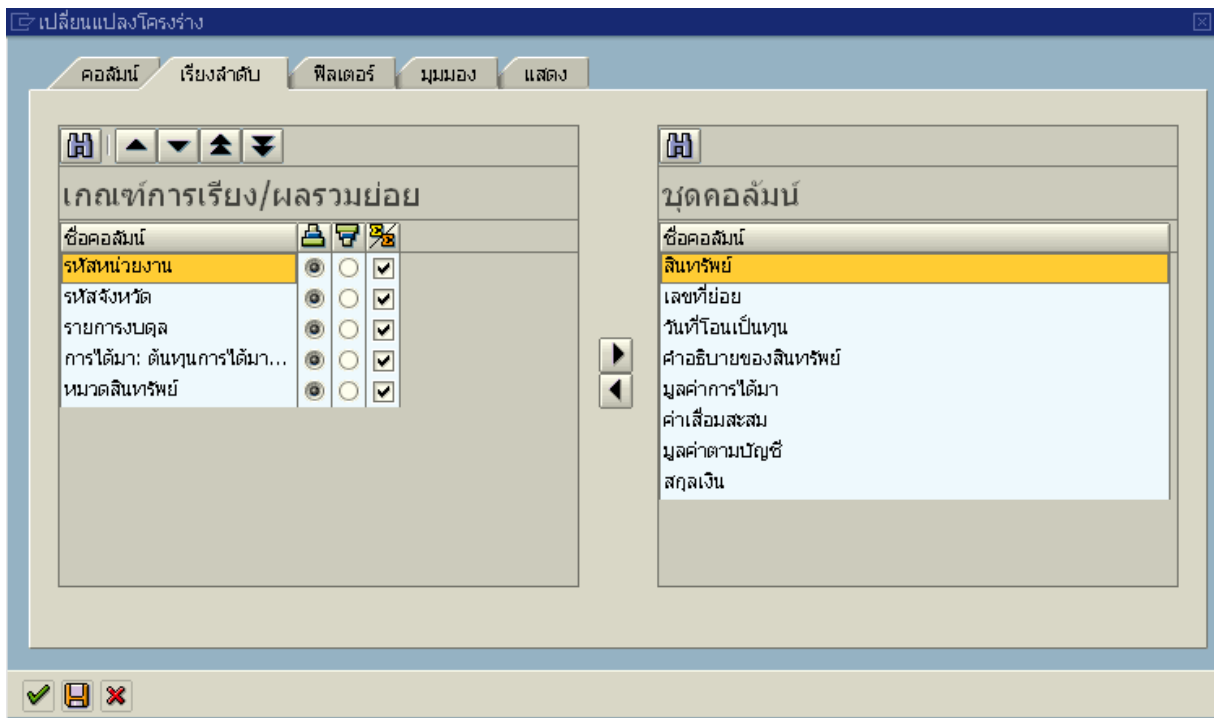 เปลี่ยนแปลงโครงร่าง
คอลัมน์ เรียงลำดับ ฟิลเตอร์ มุมมอง แสดง
เกณฑ์การเรียง/ผลรวมย่อย
ชื่อคอลัมน์
รหัสหน่วยงาน
รหัสจังหวัด
รายการงบดุล
การได้มา: ต้นทุนการได้มา...
หมวดสินทรัพย์
ชุดคอลัมน์
ชื่อคอลัมน์
สินทรัพย์
เลขที่ย่อย
วันที่โอนเป็นทุน
คำอธิบายของสินทรัพย์
มูลค่าการได้มา
ค่าเสื่อมสะสม
มูลค่าตามบัญชี
สกุลเงิน